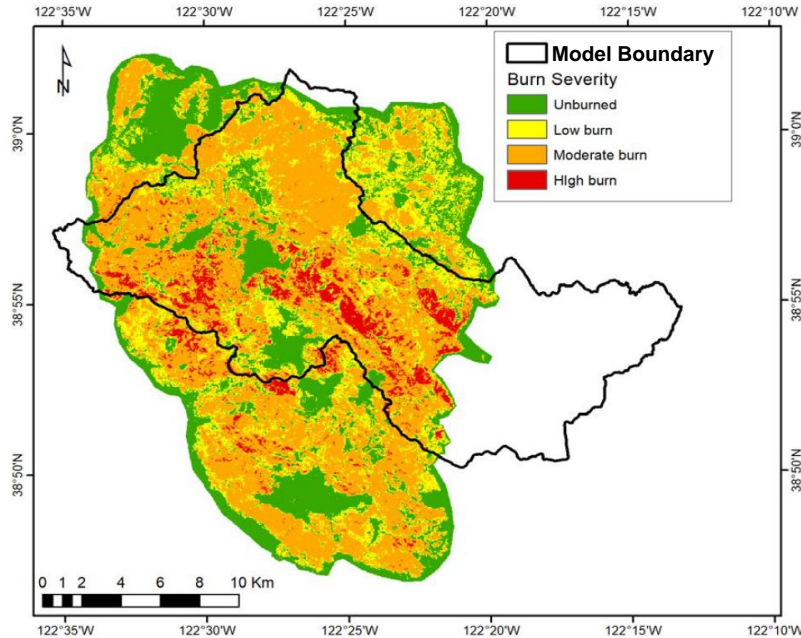 122°35'W 122°30'W 122°25'W 122°20'W 122°15'W 122°10'W
N
Model Boundary
Burn Severity
Unburned
Low burn
Moderate burn
HIgh burn
39°0'N 39°0'N
38°55'N 38°55'N
38°50'N 38°50'N
0 1 2 4 6 8 10 Km
122°35'W 122°30'W 122°25'W 122°20'W 122°15'W 122°10'W